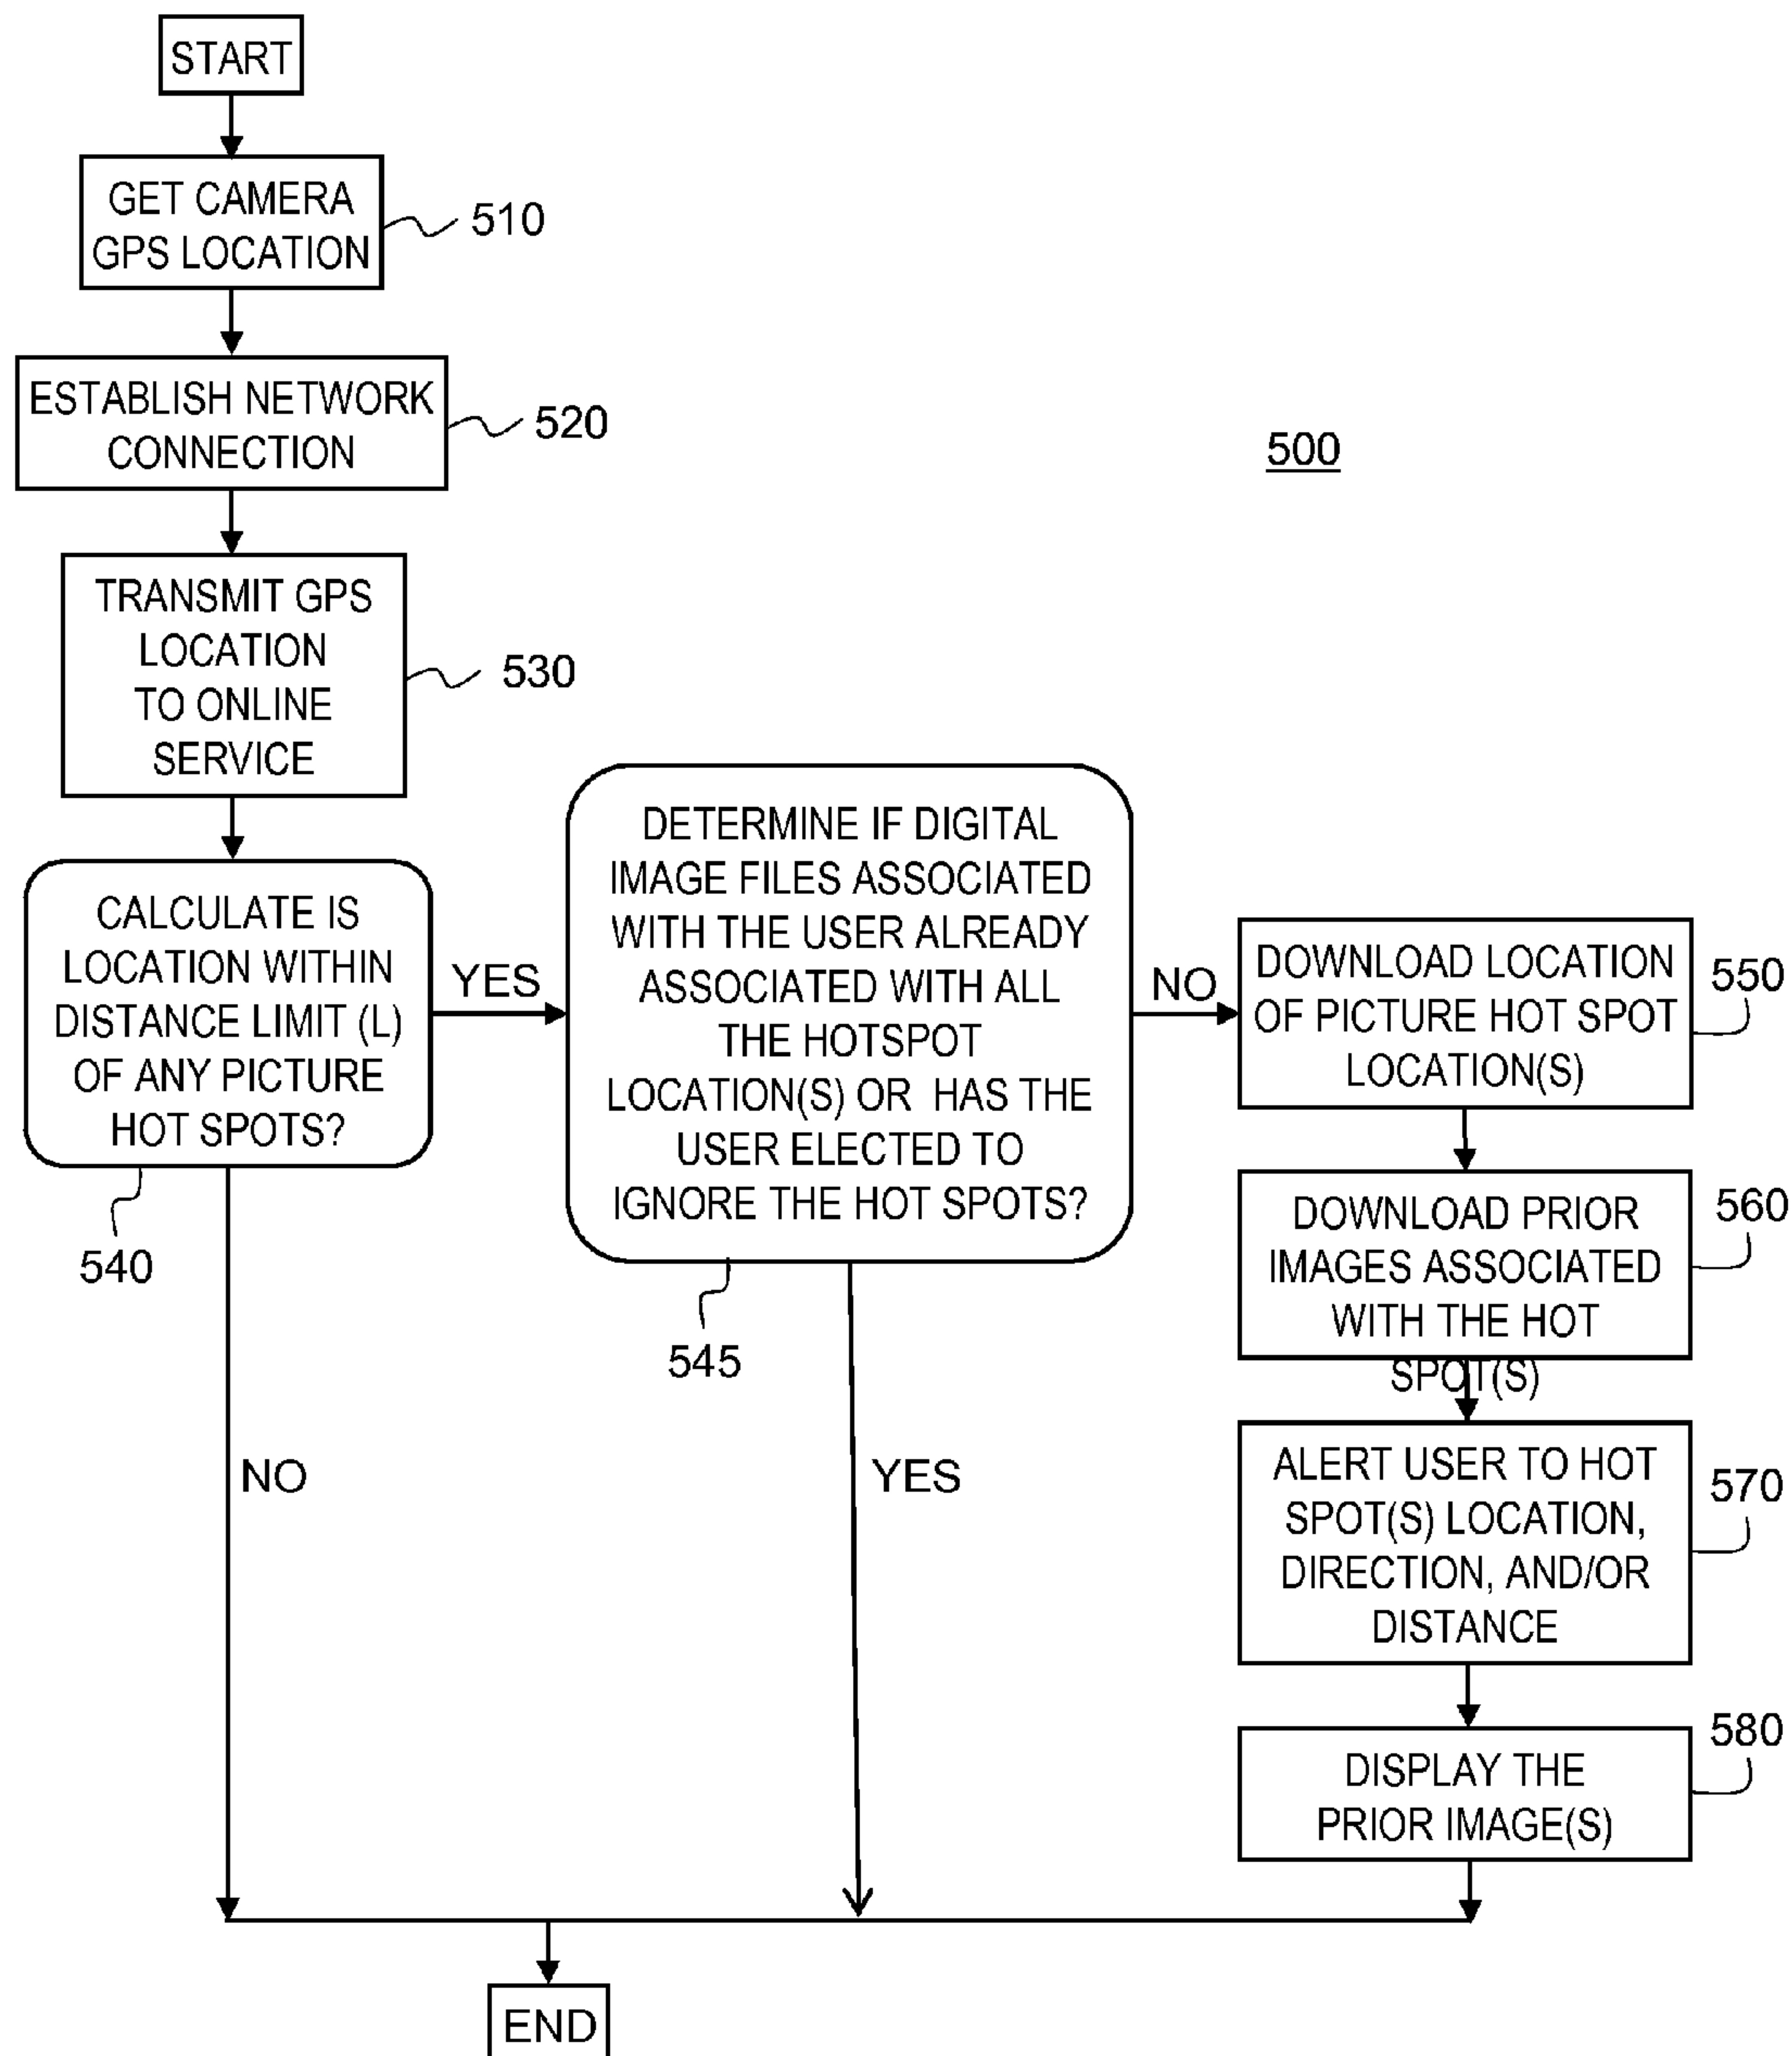 START
GET CAMERA
GPS LOCATION
510
ESTABLISH NETWORK
CONNECTION
520
500
TRANSMIT GPS
LOCATION
TO ONLINE
SERVICE
530
CALCULATE IS
LOCATION WITHIN
DISTANCE LIMIT (L)
OF ANY PICTURE
HOT SPOTS?
540
YES
NO
DETERMINE IF DIGITAL
IMAGE FILES ASSOCIATED
WITH THE USER ALREADY
ASSOCIATED WITH ALL
THE HOTSPOT
LOCATION(S) OR HAS THE
USER ELECTED TO
IGNORE THE HOT SPOTS?
545
NO
YES
DOWNLOAD LOCATION
OF PICTURE HOT SPOT
LOCATION(S)
550
DOWNLOAD PRIOR
IMAGES ASSOCIATED
WITH THE HOT
SPOT(S)
560
ALERT USER TO HOT
SPOT(S) LOCATION,
DIRECTION, AND/OR
DISTANCE
570
DISPLAY THE
PRIOR IMAGE(S)
580
END